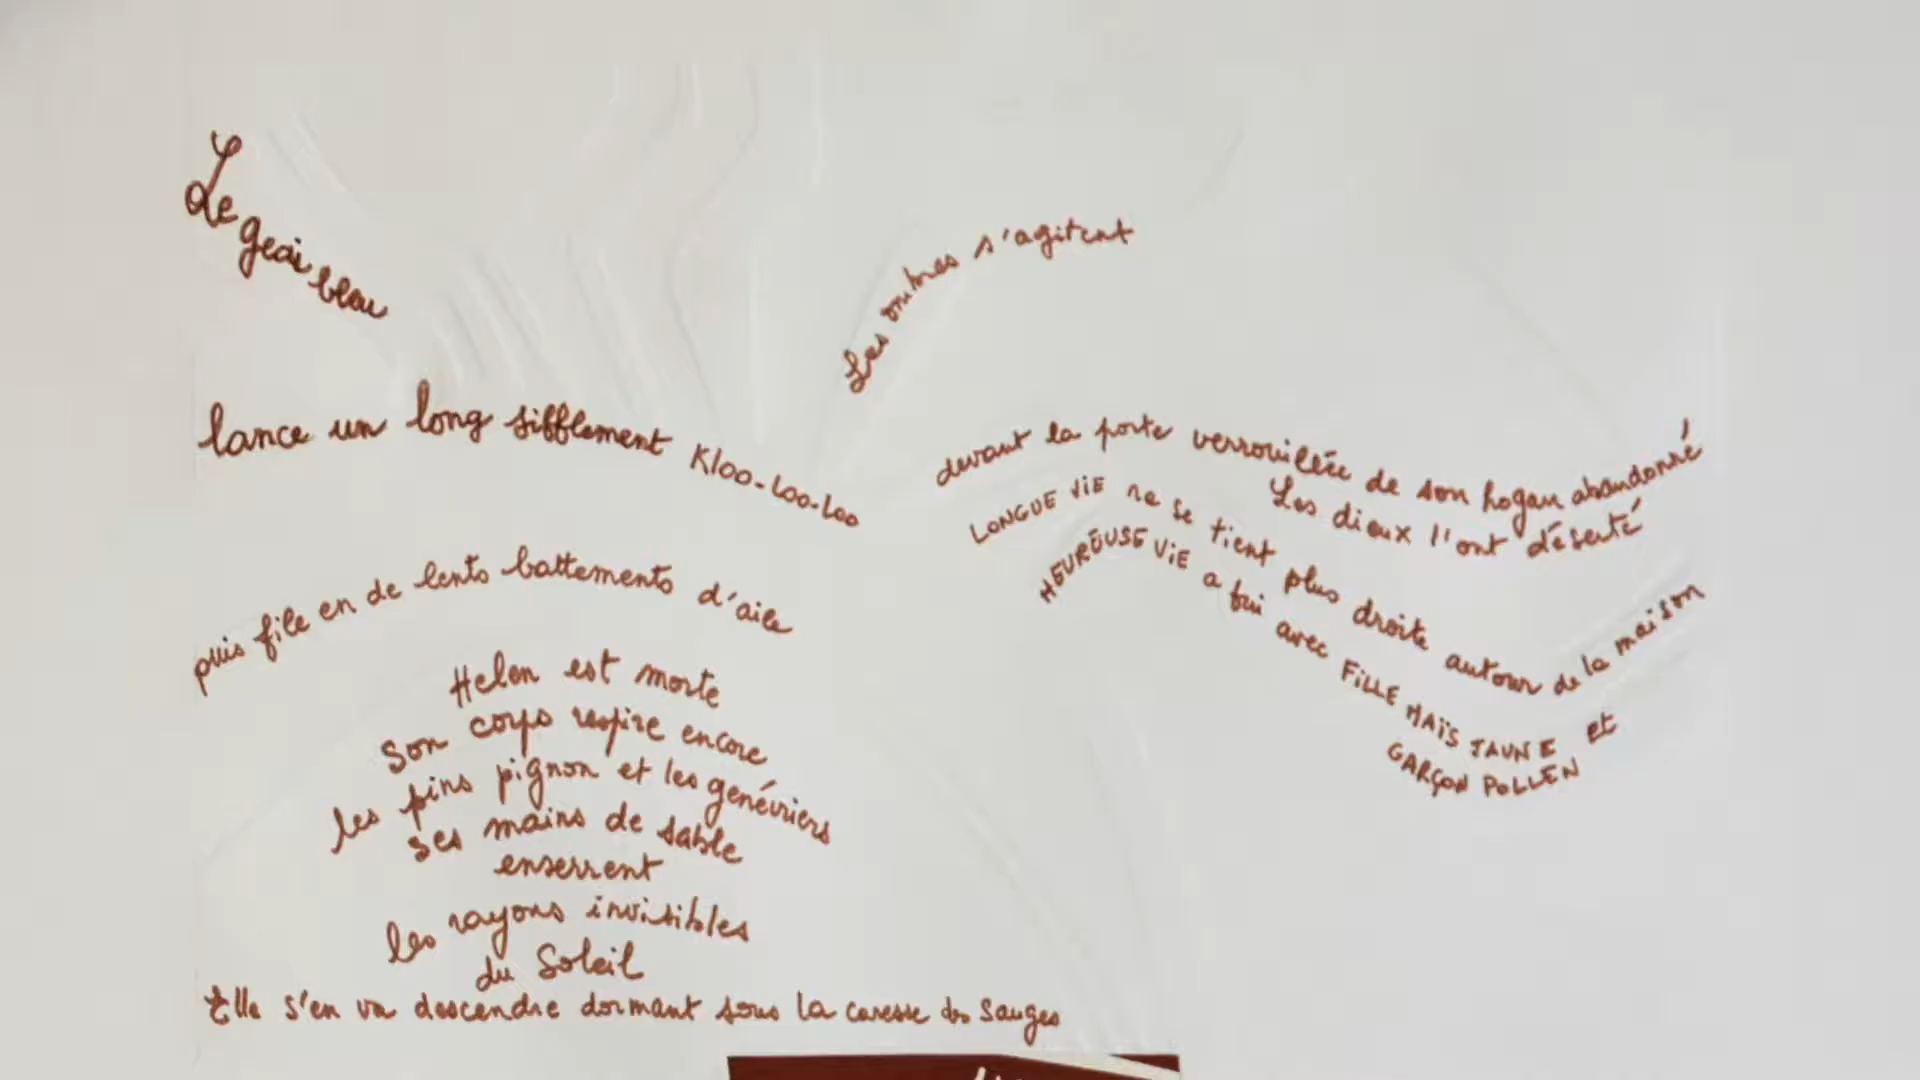 Le geai bleu
lance un long sifflement Kloo-Loo-Loo
puis file en de lents battements d'aile
Helen est morte
Son corps respire encore
les pins pignon et les genévriers
ses mains de sable
enserrent
les rayons invisibles
du Soleil
Elle s'en va descendre dormant sous la caresse des Sauges
Les ombres s'agitent
devant la porte verrouillée de son hogan abandonné
Les dieux l'ont déserté
LONGUE ViE ne se tient plus droite autour de la maison
HEUREUSE ViE a fui avec FiLLE MAÏS JAUNE et
GARÇON POLLEN